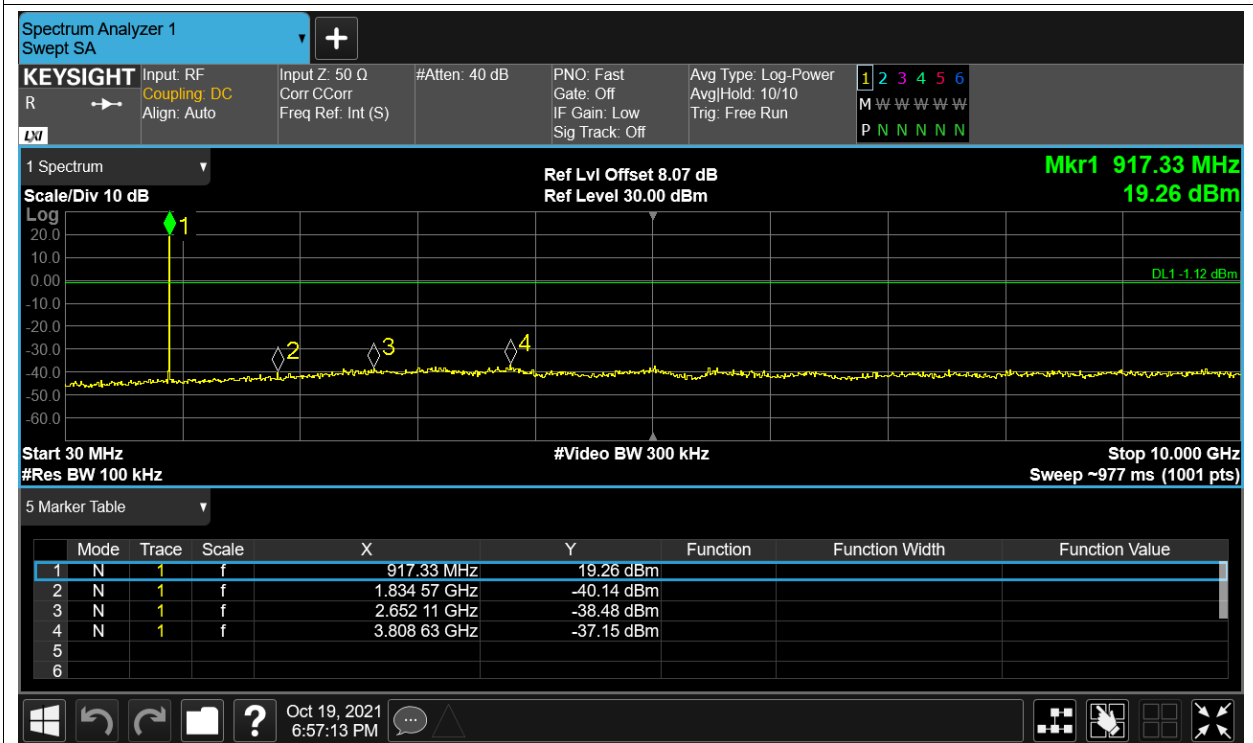 Spectrum Analyzer 1
Swept SA
KEYSIGHT Input: RF Input Z: 50 Ω #Atten: 40 dB PNO: Fast Avg Type: Log-Power 1 2 3 4 5 6
R Coupling: DC Corr CCorr Gate: Off Avg|Hold: 10/10 M W W W W W
Align: Auto Freq Ref: Int (S) IF Gain: Low Trig: Free Run
LXI Sig Track: Off P N N N N N
1 Spectrum Ref Lvl Offset 8.07 dB Mkr1 917.33 MHz
Scale/Div 10 dB Ref Level 30.00 dBm 19.26 dBm
Log
1
20.0
10.0
0.00 DL1 -1.12 dBm
-10.0
-20.0
-30.0 2 3 4
-40.0
-50.0
-60.0
Start 30 MHz #Video BW 300 kHz Stop 10.000 GHz
#Res BW 100 kHz Sweep ~977 ms (1001 pts)
5 Marker Table
Mode Trace Scale X Y Function Function Width Function Value
1 N 1 f 917.33 MHz 19.26 dBm
2 N 1 f 1.834 57 GHz -40.14 dBm
3 N 1 f 2.652 11 GHz -38.48 dBm
4 N 1 f 3.808 63 GHz -37.15 dBm
5
6
? Oct 19, 2021
6:57:13 PM